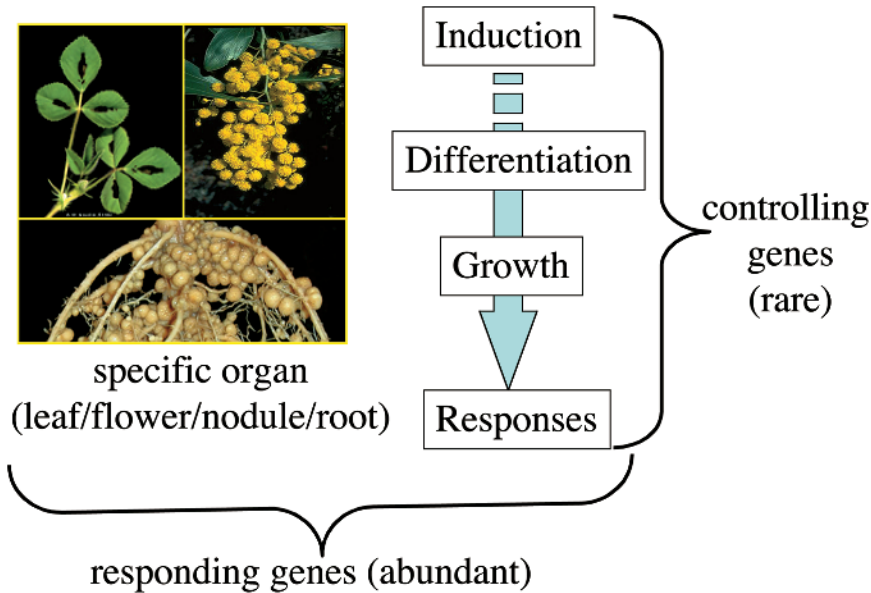 Induction
Differentiation
Growth
Responses
controlling
genes
(rare)
specific organ
(leaf/flower/nodule/root)
responding genes (abundant)